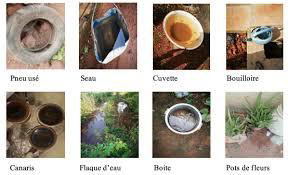 Pneu usé
Seau
Cuvette
Bouilloire
Canaris
Flaque d'eau
Boite
Pots de fleurs